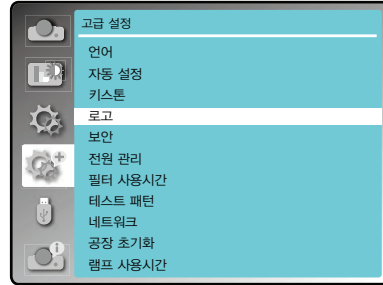 고급 설정
언어
자동 설정
키스톤
로고
보안
전원 관리
필터 사용시간
테스트 패턴
네트워크
공장 초기화
램프 사용시간